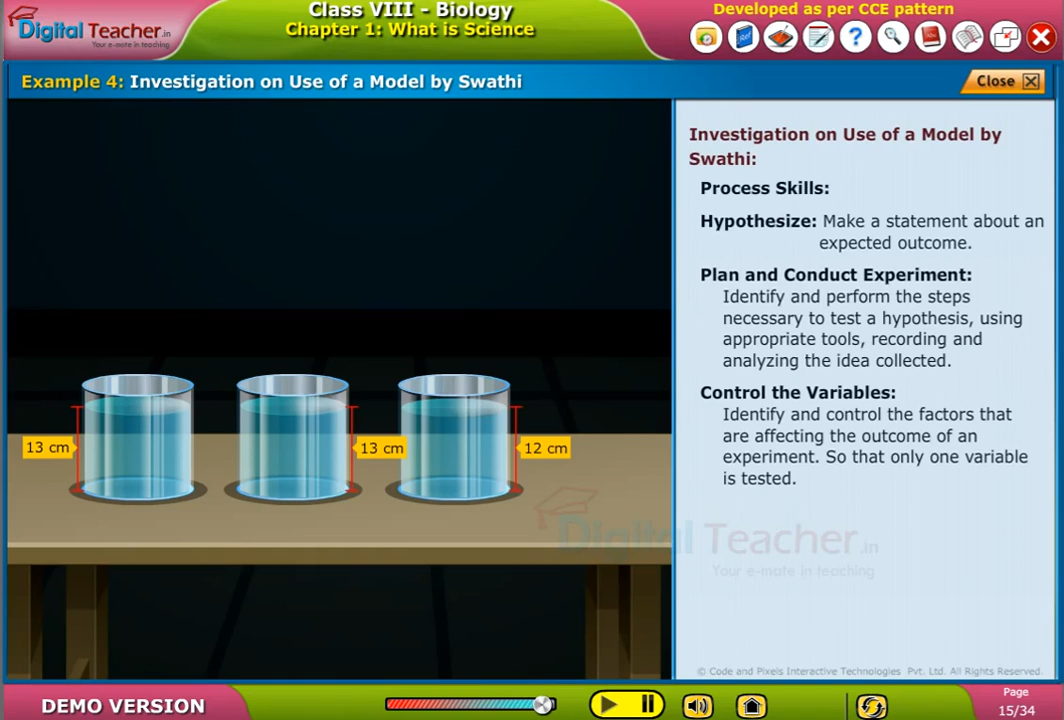 Digital Teacher.in
Your e-mate in teaching
Class VIII - Biology
Chapter 1: What is Science
Developed as per CCE pattern
Example 4: Investigation on Use of a Model by Swathi
Close
13 cm
13 cm
12 cm
Investigation on Use of a Model by
Swathi:
Process Skills:
Hypothesize: Make a statement about an
expected outcome.
Plan and Conduct Experiment:
Identify and perform the steps
necessary to test a hypothesis, using
appropriate tools, recording and
analyzing the idea collected.
Control the Variables:
Identify and control the factors that
are affecting the outcome of an
experiment. So that only one variable
is tested.
Digital Teacher.in
Your e-mate in teaching
© Code and Pixels Interactive Technologies Pvt. Ltd. All Rights Reserved.
DEMO VERSION
Page
15/34